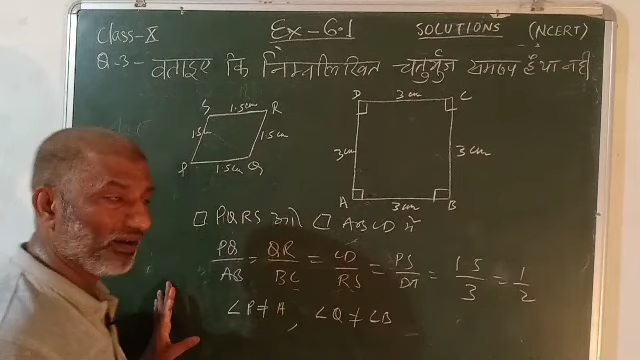 Class-X Ex-6.1 SOLUTIONS (NCERT)
Q.3- बताइए कि निम्नलिखित चतुर्भुज समरूप हैं या नहीं
S 1.5cm R
1.5cm 1.5cm
P 1.5cm Q
D 3cm C
3cm 3cm
A 3cm B
□ PQRS और □ ABCD में
PQ/AB = QR/BC = CD/RS = PS/DA = 1.5/3 = 1/2
∠P ≠ A, ∠Q ≠ ∠B